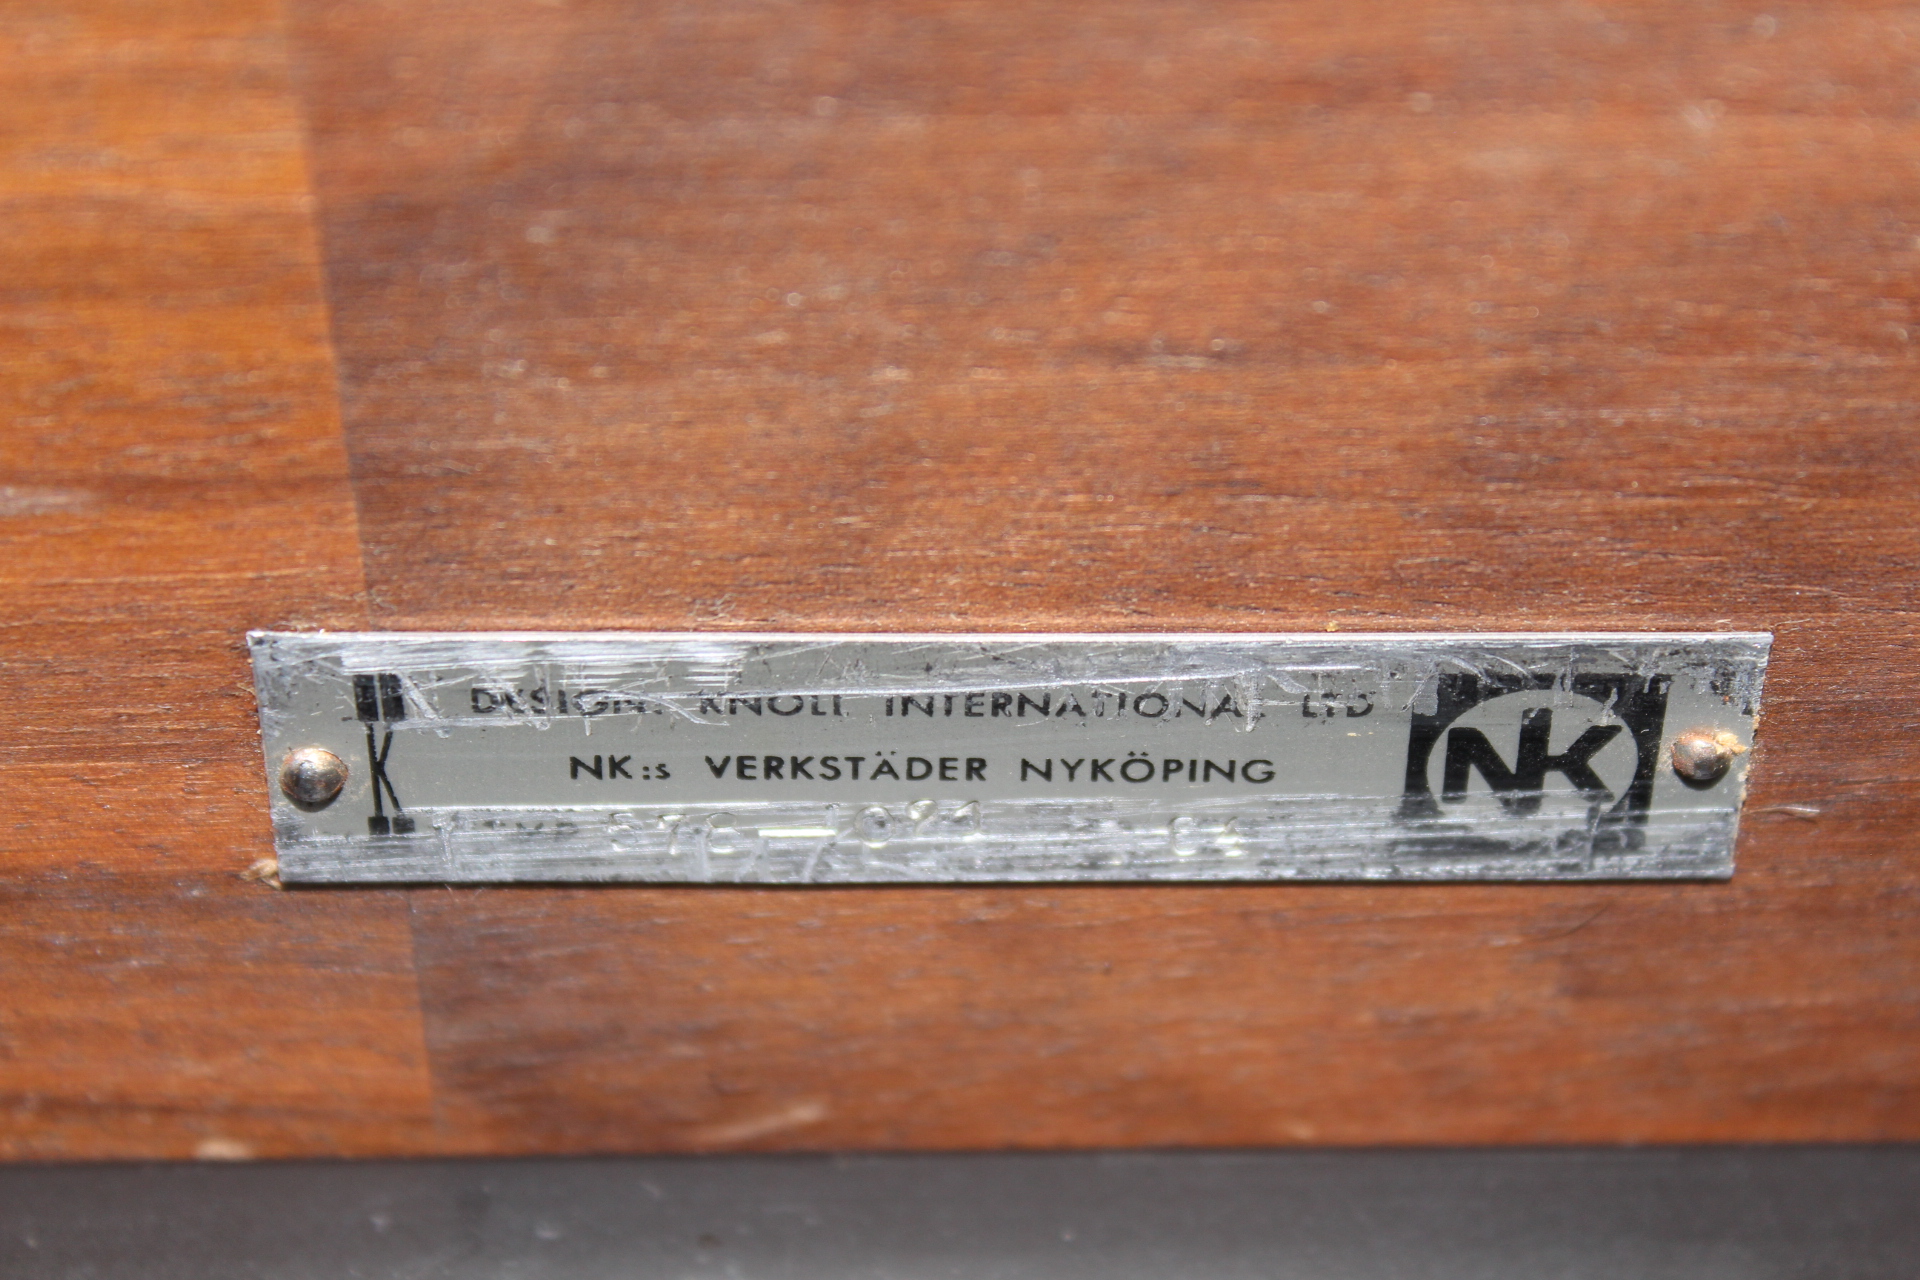 K DESIGN: KNOLL INTERNATIONAL LTD
NK:s VERKSTÄDER NYKÖPING
NK